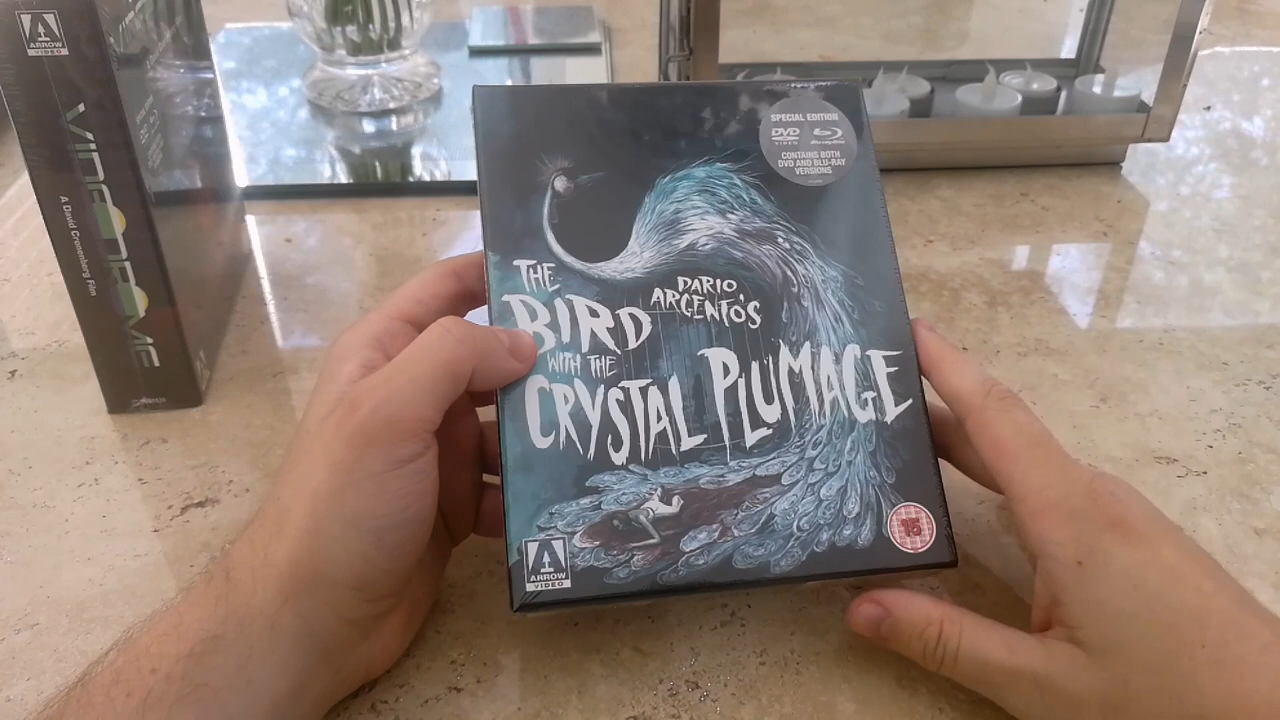 ARROW
VIDEO
VIDEODROME
A David Cronenberg Film
SPECIAL EDITION
DVD
VIDEO
Blu-ray Disc
CONTAINS BOTH
DVD AND BLU-RAY
VERSIONS
THE
BIRD
WITH THE
CRYSTAL PLUMAGE
DARIO
ARGENTO'S
ARROW
VIDEO
15